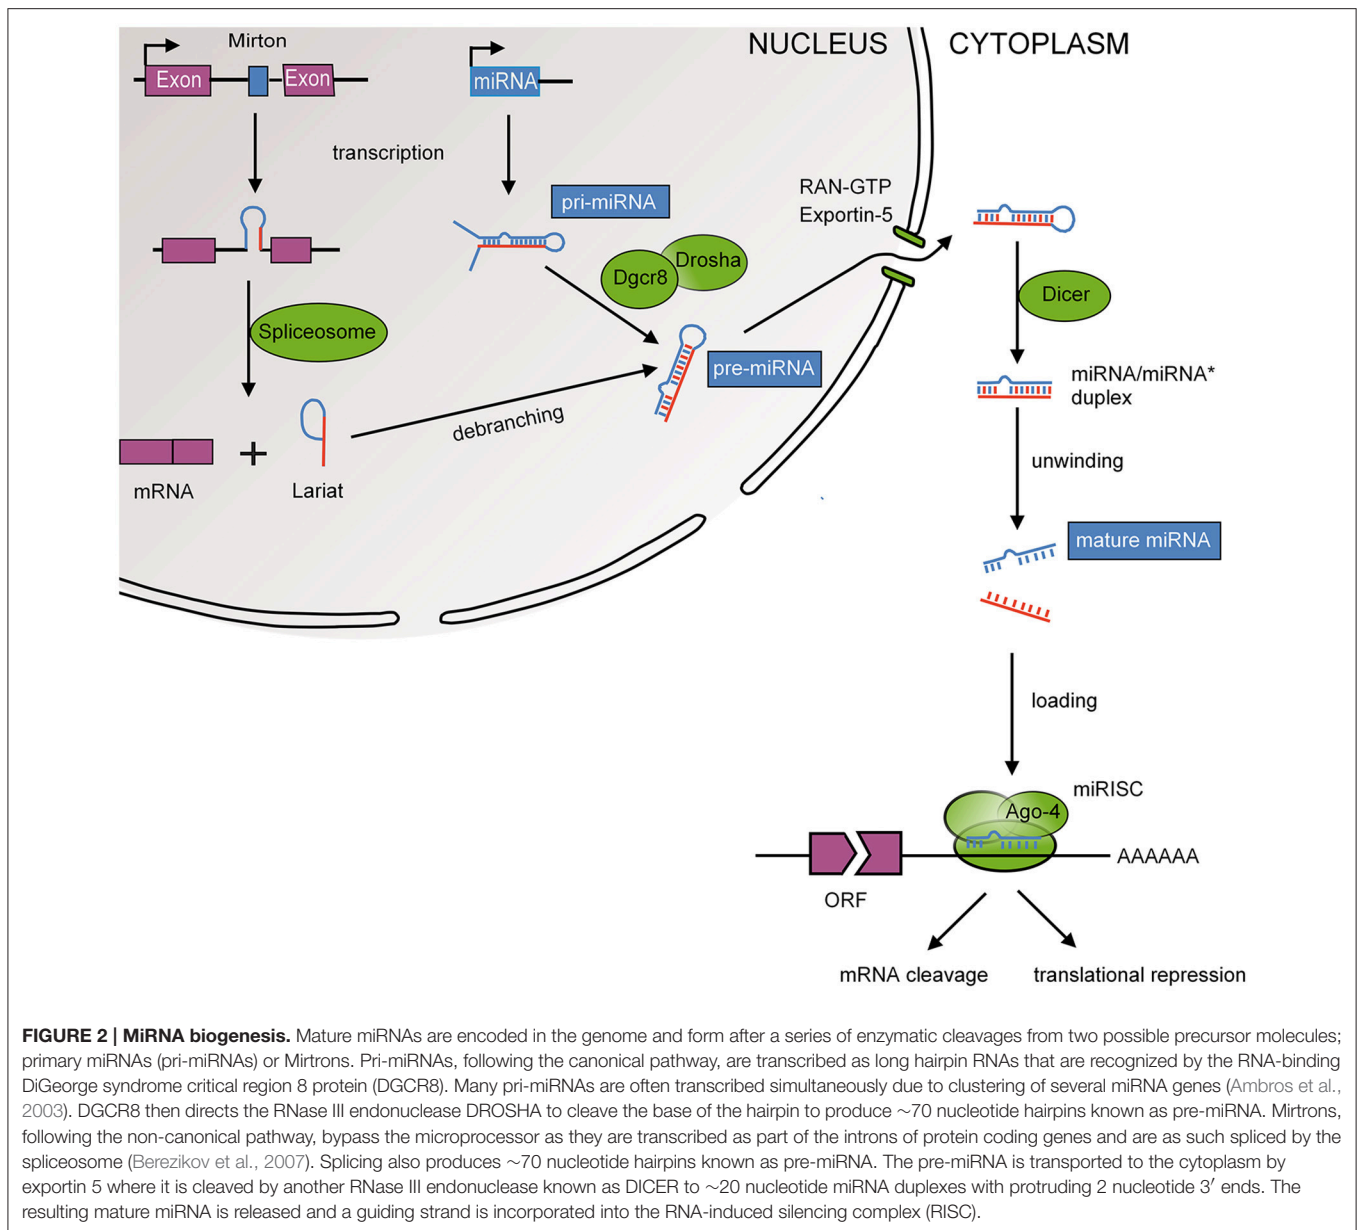 NUCLEUS
CYTOPLASM
Mirton
Exon
Exon
miRNA
transcription
pri-miRNA
RAN-GTP
Exportin-5
Dgcr8
Drosha
Dicer
Spliceosome
pre-miRNA
miRNA/miRNA*
duplex
debranching
unwinding
mRNA
+
Lariat
mature miRNA
loading
miRISC
Ago-4
AAAAAA
ORF
mRNA cleavage
translational repression
FIGURE 2 | MiRNA biogenesis. Mature miRNAs are encoded in the genome and form after a series of enzymatic cleavages from two possible precursor molecules;
primary miRNAs (pri-miRNAs) or Mirtrons. Pri-miRNAs, following the canonical pathway, are transcribed as long hairpin RNAs that are recognized by the RNA-binding
DiGeorge syndrome critical region 8 protein (DGCR8). Many pri-miRNAs are often transcribed simultaneously due to clustering of several miRNA genes (Ambros et al.,
2003). DGCR8 then directs the RNase III endonuclease DROSHA to cleave the base of the hairpin to produce ∼70 nucleotide hairpins known as pre-miRNA. Mirtrons,
following the non-canonical pathway, bypass the microprocessor as they are transcribed as part of the introns of protein coding genes and are as such spliced by the
spliceosome (Berezikov et al., 2007). Splicing also produces ∼70 nucleotide hairpins known as pre-miRNA. The pre-miRNA is transported to the cytoplasm by
exportin 5 where it is cleaved by another RNase III endonuclease known as DICER to ∼20 nucleotide miRNA duplexes with protruding 2 nucleotide 3′ ends. The
resulting mature miRNA is released and a guiding strand is incorporated into the RNA-induced silencing complex (RISC).